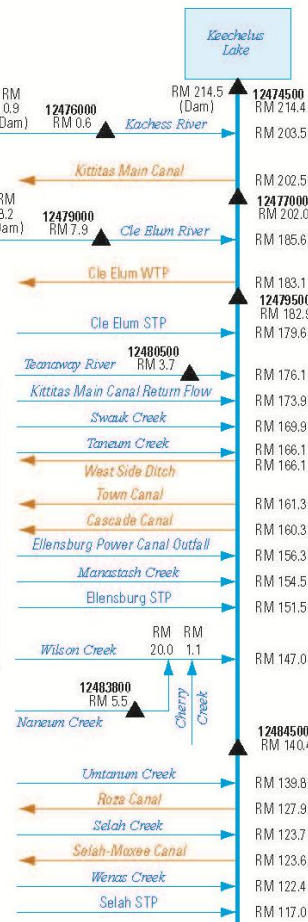 Keechelus
Lake
RM 214.5
(Dam)
12474500
RM 214.4
RM
0.9
Dam)
12476000
RM 0.6
Kachess River
RM 203.5
Kittitas Main Canal
RM 202.5
12477000
RM 202.0
RM
8.2
am)
12479000
RM 7.9
Cle Elum River
RM 185.6
Cle Elum WTP
RM 183.1
12479500
RM 182.9
Cle Elum STP
RM 179.6
12480500
RM 3.7
Teanaway River
RM 176.1
Kittitas Main Canal Return Flow
RM 173.9
Swauk Creek
RM 169.9
Taneum Creek
RM 166.1
West Side Ditch
RM 166.1
Town Canal
RM 161.3
Cascade Canal
RM 160.3
Ellensburg Power Canal Outfall
RM 156.3
Manastash Creek
RM 154.5
Ellensburg STP
RM 151.5
RM
20.0
RM
1.1
Wilson Creek
RM 147.0
12483800
RM 5.5
Naneum Creek
Cherry
Creek
12484500
RM 140.4
Umtanum Creek
RM 139.8
Roza Canal
RM 127.9
Selah Creek
RM 123.7
Selah-Moxee Canal
RM 123.6
Wenas Creek
RM 122.4
Selah STP
RM 117.0